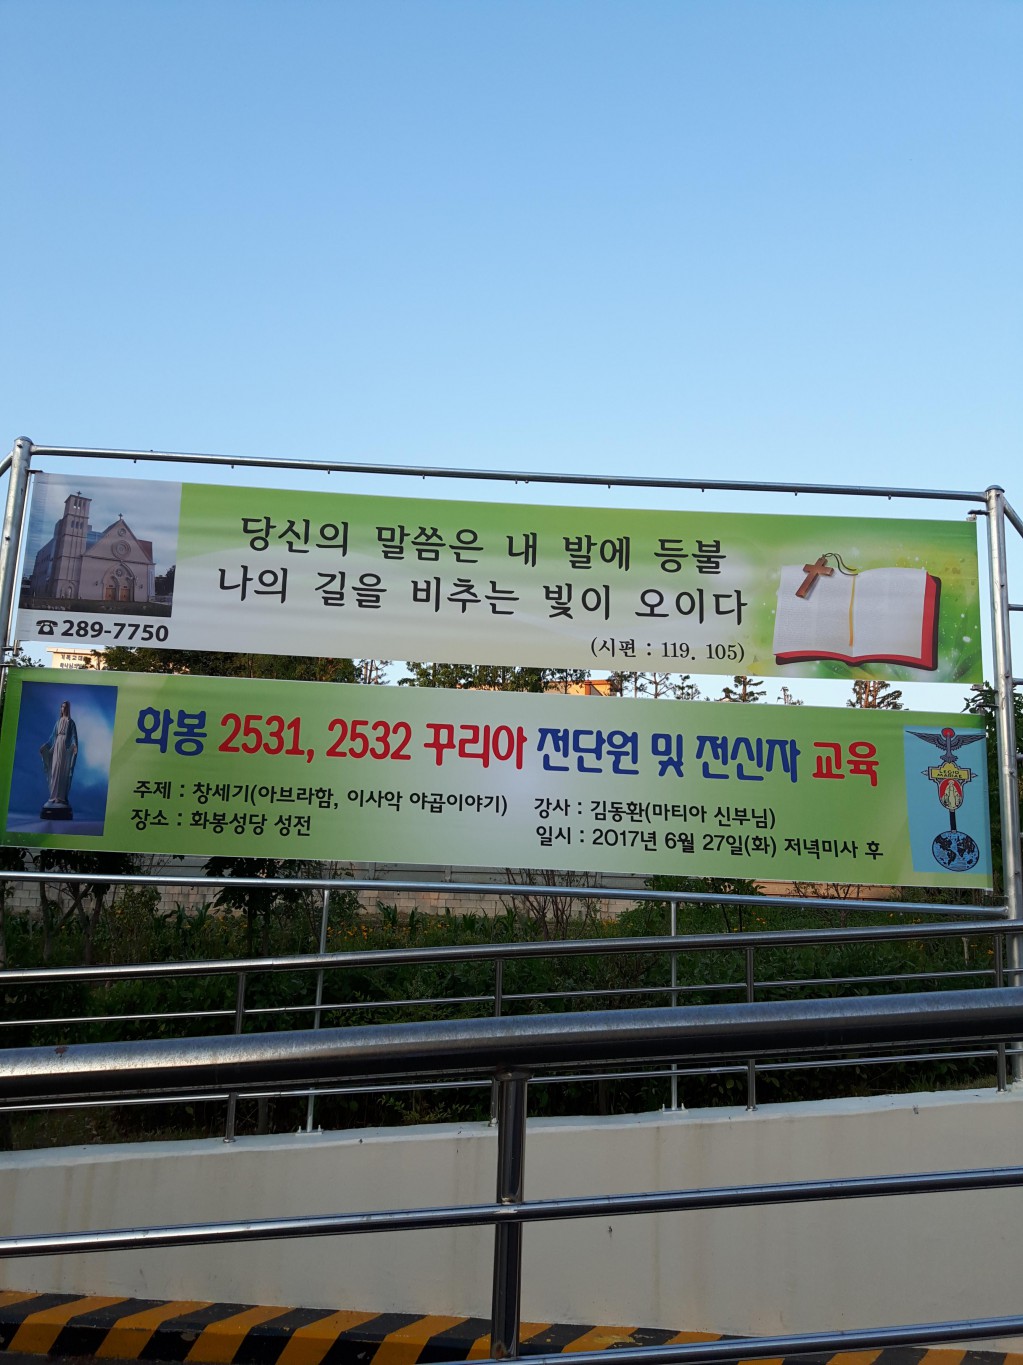 당신의 말씀은 내 발에 등불
나의 길을 비추는 빛이 오이다
(시편 : 119. 105)
☎289-7750
화봉 2531, 2532 꾸리아 전단원 및 전신자 교육
주제 : 창세기(아브라함, 이사악 야곱이야기)
장소 : 화봉성당 성전
강사 : 김동환(마티아 신부님)
일시 : 2017년 6월 27일(화) 저녁미사 후
LEGIO